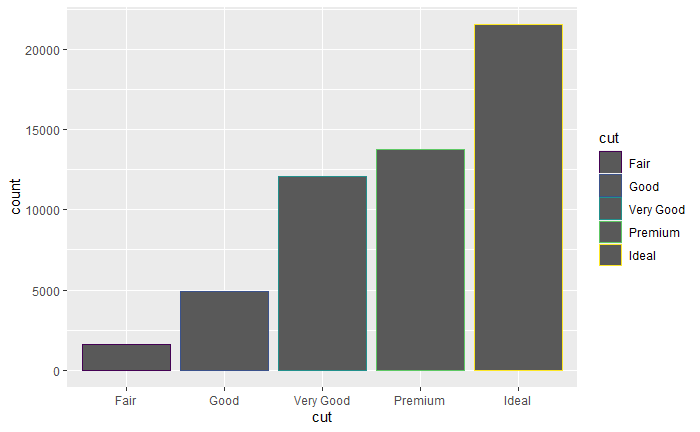 20000
15000
10000
5000
0
count
Fair Good Very Good Premium Ideal
cut
cut
Fair
Good
Very Good
Premium
Ideal